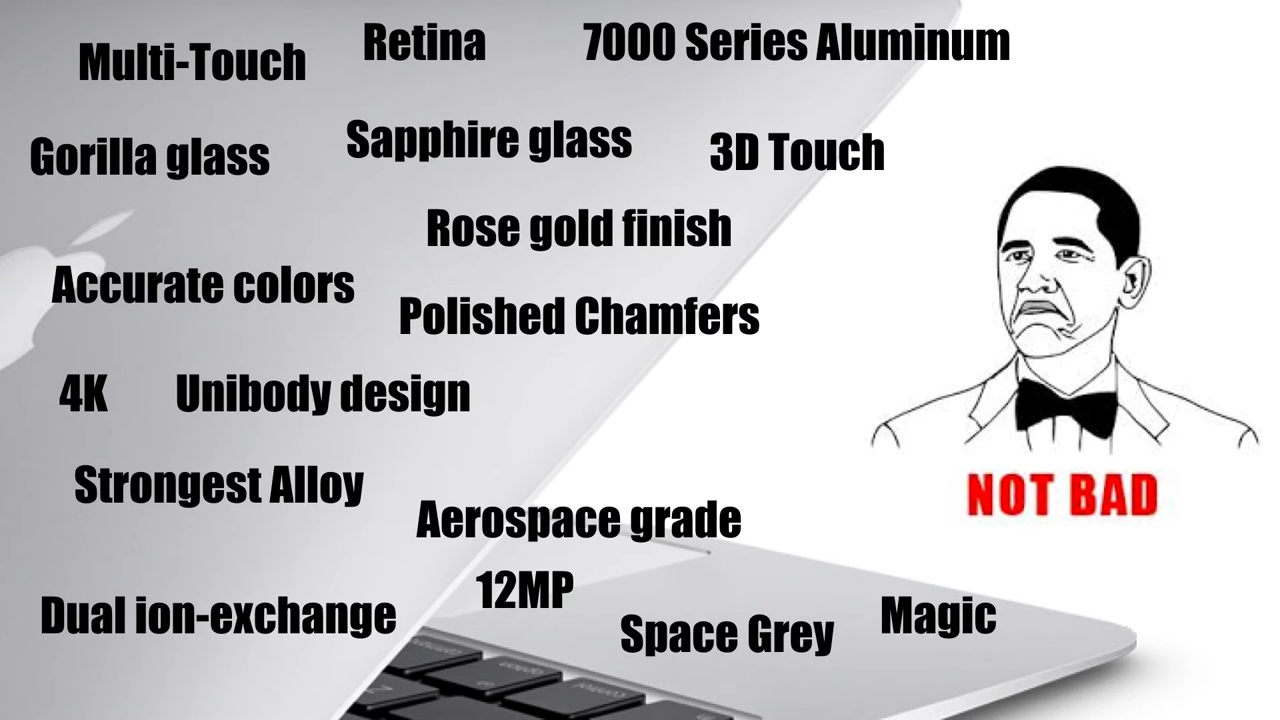 Multi-Touch
Retina
7000 Series Aluminum
Gorilla glass
Sapphire glass
3D Touch
Rose gold finish
Accurate colors
Polished Chamfers
4K
Unibody design
Strongest Alloy
NOT BAD
Aerospace grade
12MP
Dual ion-exchange
Space Grey
Magic